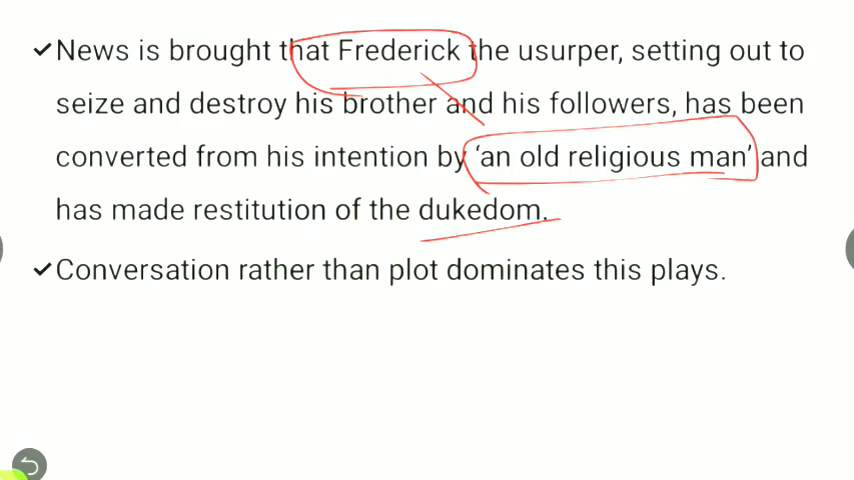 ✓News is brought that Frederick the usurper, setting out to
seize and destroy his brother and his followers, has been
converted from his intention by ‘an old religious man’ and
has made restitution of the dukedom.
✓Conversation rather than plot dominates this plays.